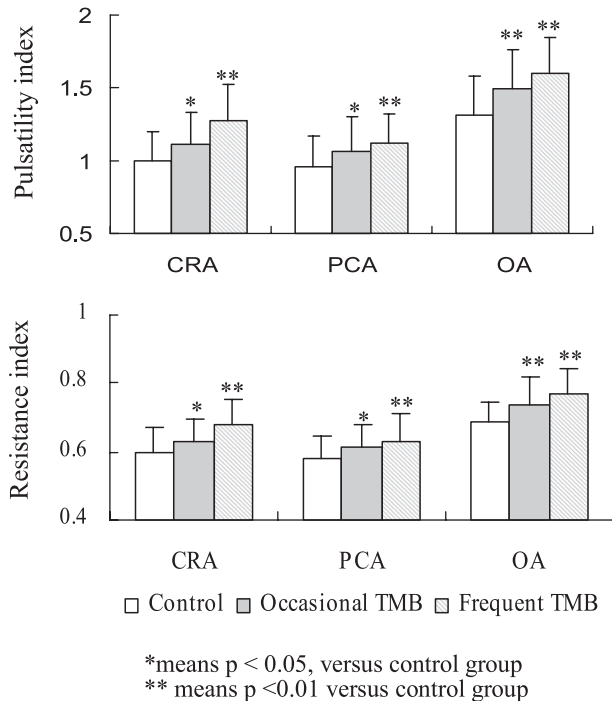 2
Pulsatility index
1.5
1
0.5
* ** * ** ** **
CRA PCA OA
1
Resistance index
0.8
0.6
0.4
* ** * ** ** **
CRA PCA OA
Control Occasional TMB Frequent TMB
*means p < 0.05, versus control group
** means p <0.01 versus control group